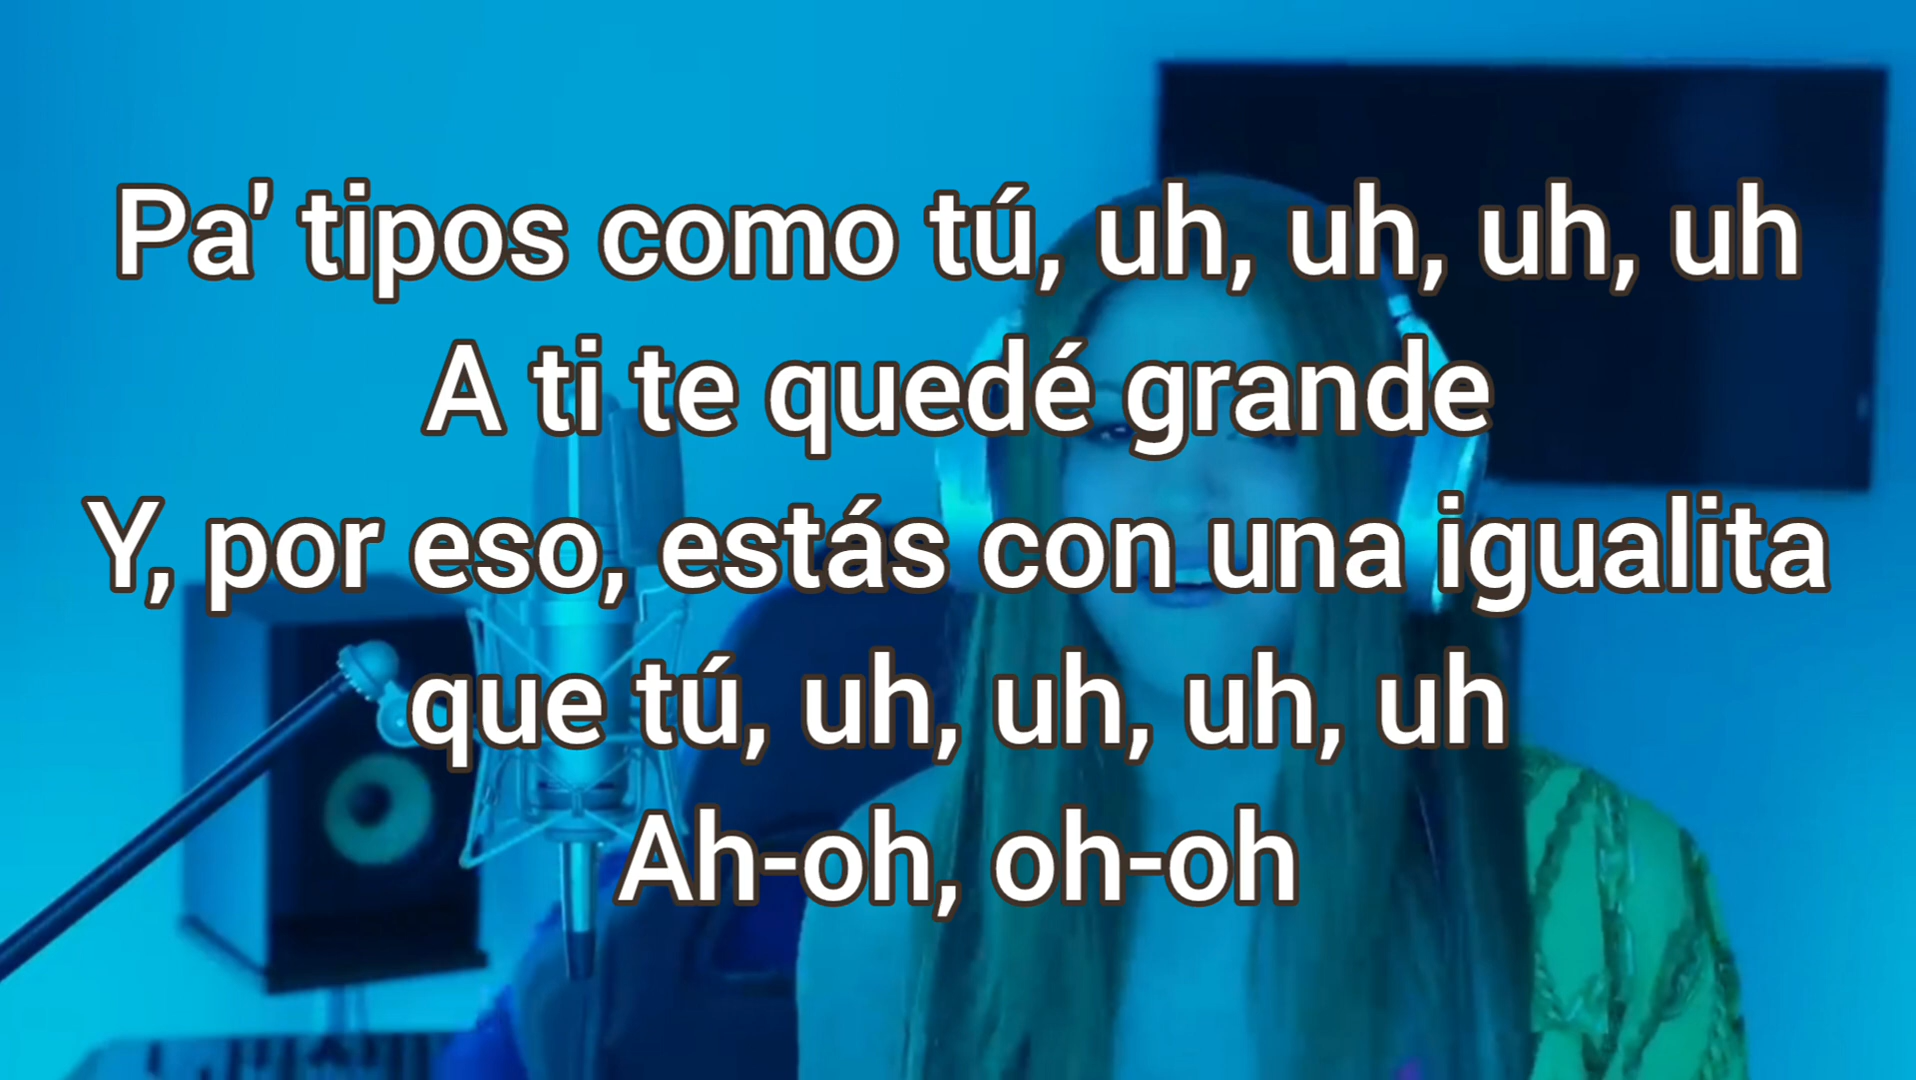 Pa' tipos como tú, uh, uh, uh, uh
A ti te quedé grande
Y, por eso, estás con una igualita
que tú, uh, uh, uh, uh
Ah-oh, oh-oh